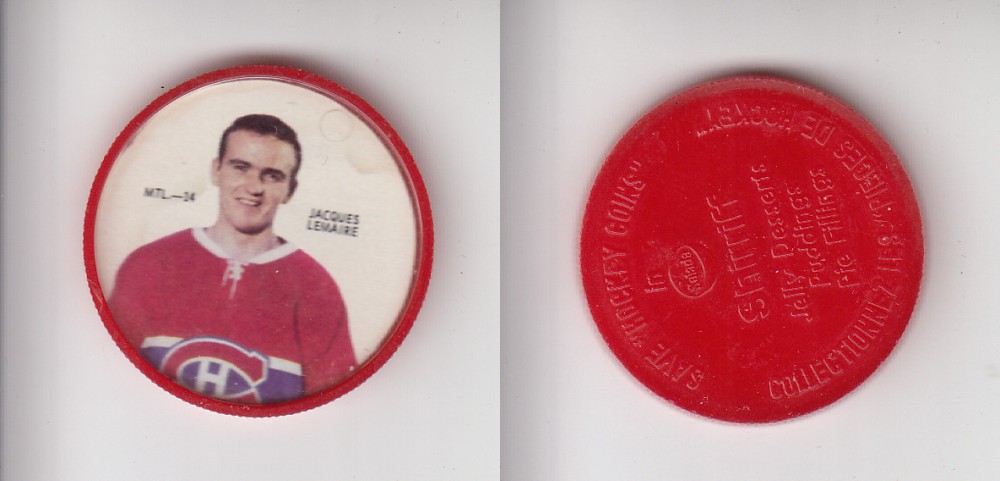 MTL.—14
JACQUES
LEMAIRE
SAVE "HOCKEY COINS"
COLLECTIONNEZ LES "PIECES DE HOCKEY"
in
Salada
Shirriff
Jelly Desserts
Puddings
Pie Fillings